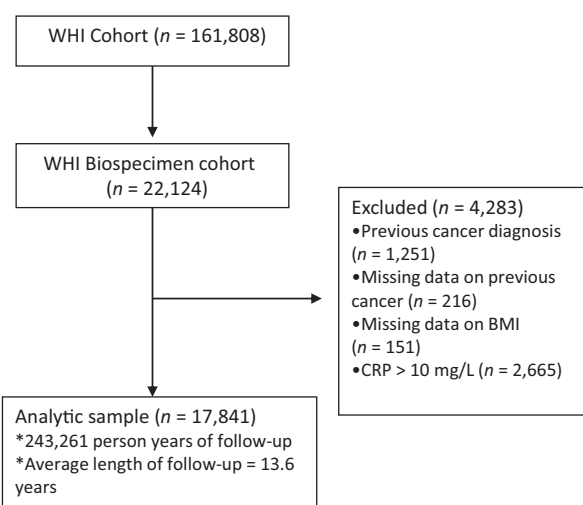 WHI Cohort (n = 161,808)
WHI Biospecimen cohort
(n = 22,124)
Excluded (n = 4,283)
•Previous cancer diagnosis
(n = 1,251)
•Missing data on previous
cancer (n = 216)
•Missing data on BMI
(n = 151)
•CRP > 10 mg/L (n = 2,665)
Analytic sample (n = 17,841)
*243,261 person years of follow-up
*Average length of follow-up = 13.6
years